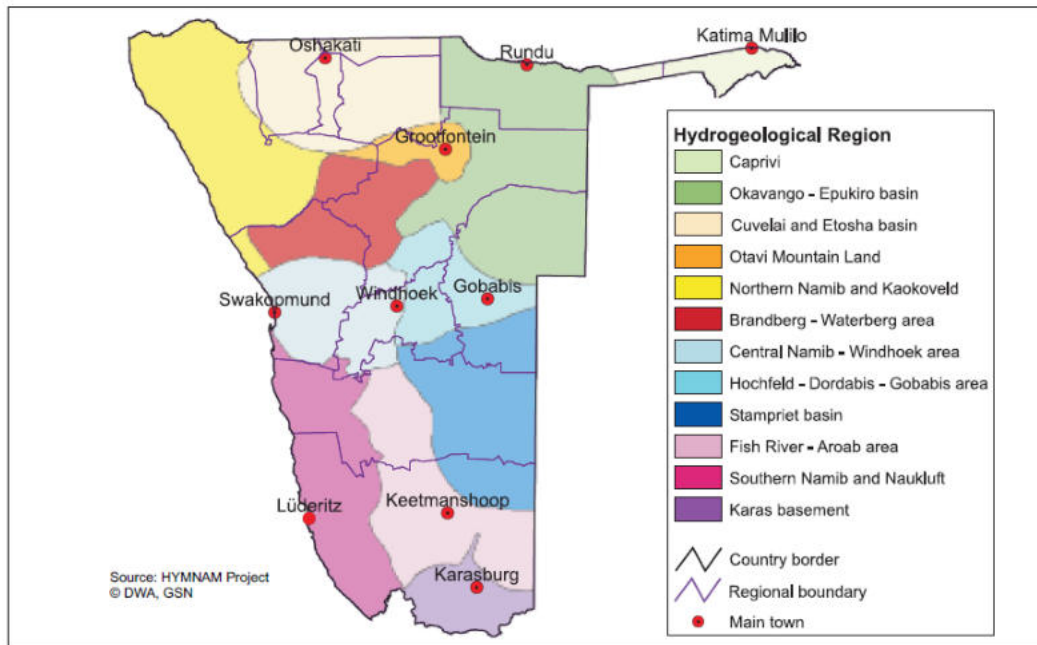 Katima Mulilo
Oshakati
Rundu
Grootfontein
Swakopmund
Windhoek
Gobabis
Lüderitz
Keetmanshoop
Karasburg
Source: HYMNAM Project
© DWA, GSN
Hydrogeological Region
Caprivi
Okavango - Epukiro basin
Cuvelai and Etosha basin
Otavi Mountain Land
Northern Namib and Kaokoveld
Brandberg - Waterberg area
Central Namib - Windhoek area
Hochfeld - Dordabis - Gobabis area
Stampriet basin
Fish River - Aroab area
Southern Namib and Naukluft
Karas basement
Country border
Regional boundary
Main town